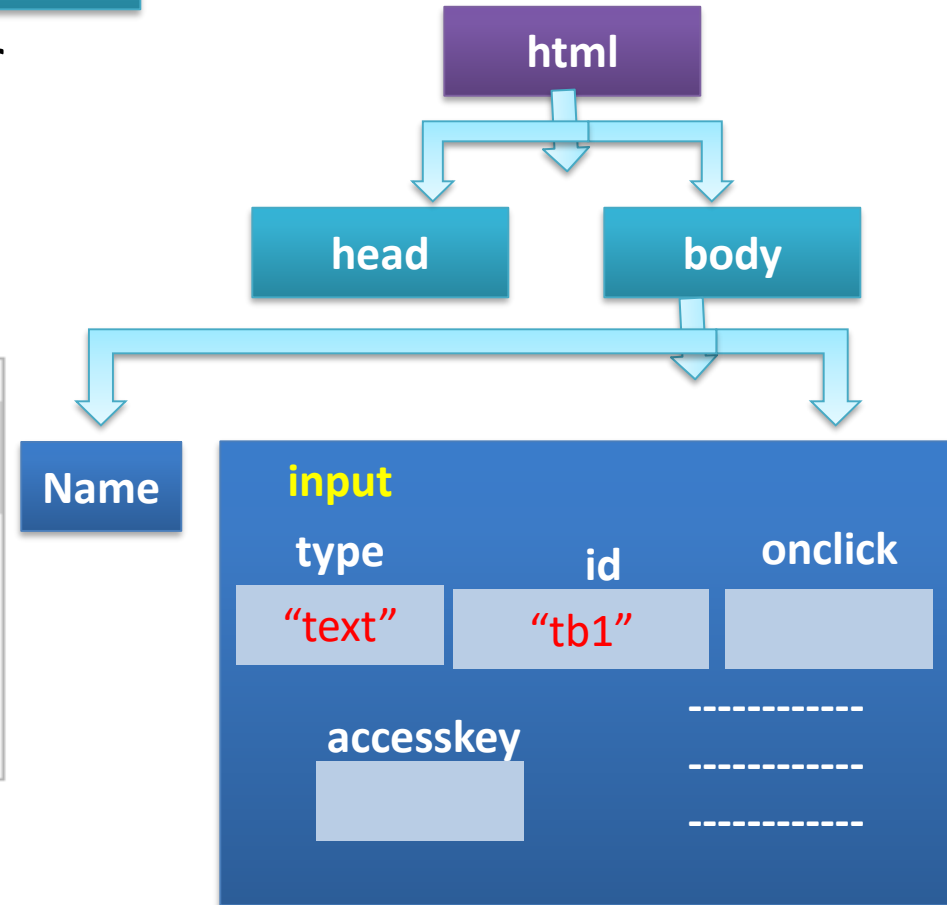 html
head body
Name
input
type id onclick
“text” “tb1”
accesskey
------------
------------
------------